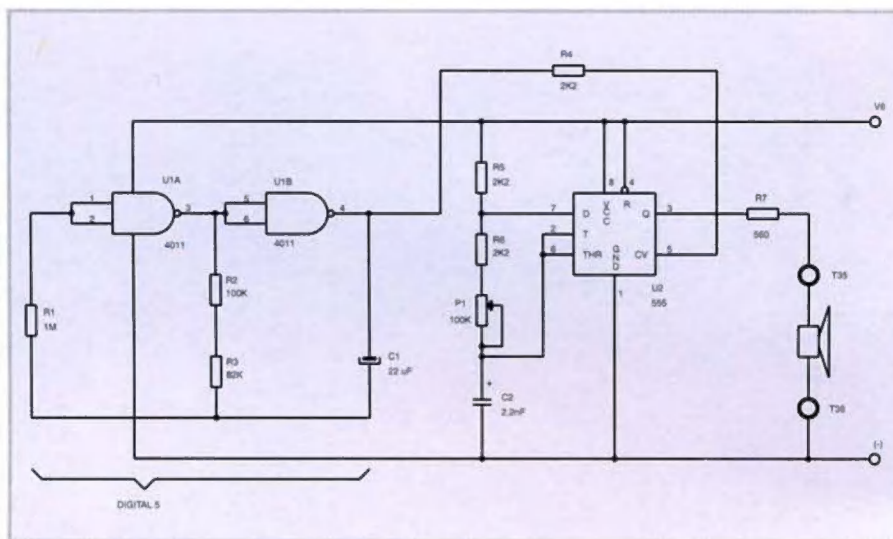 R4
2K2
V6
U1A
U1B
1
2
3
5
6
4
4011
4011
R1
1M
R2
100K
R3
82K
C1
22 uF
R5
2K2
R6
2K2
P1
100K
+
C2
2,2nF
7
2
6
8
4
3
5
1
D
T
THR
VCC
R
Q
GND
CV
U2
555
R7
560
T35
T36
(-)
DIGITAL 5